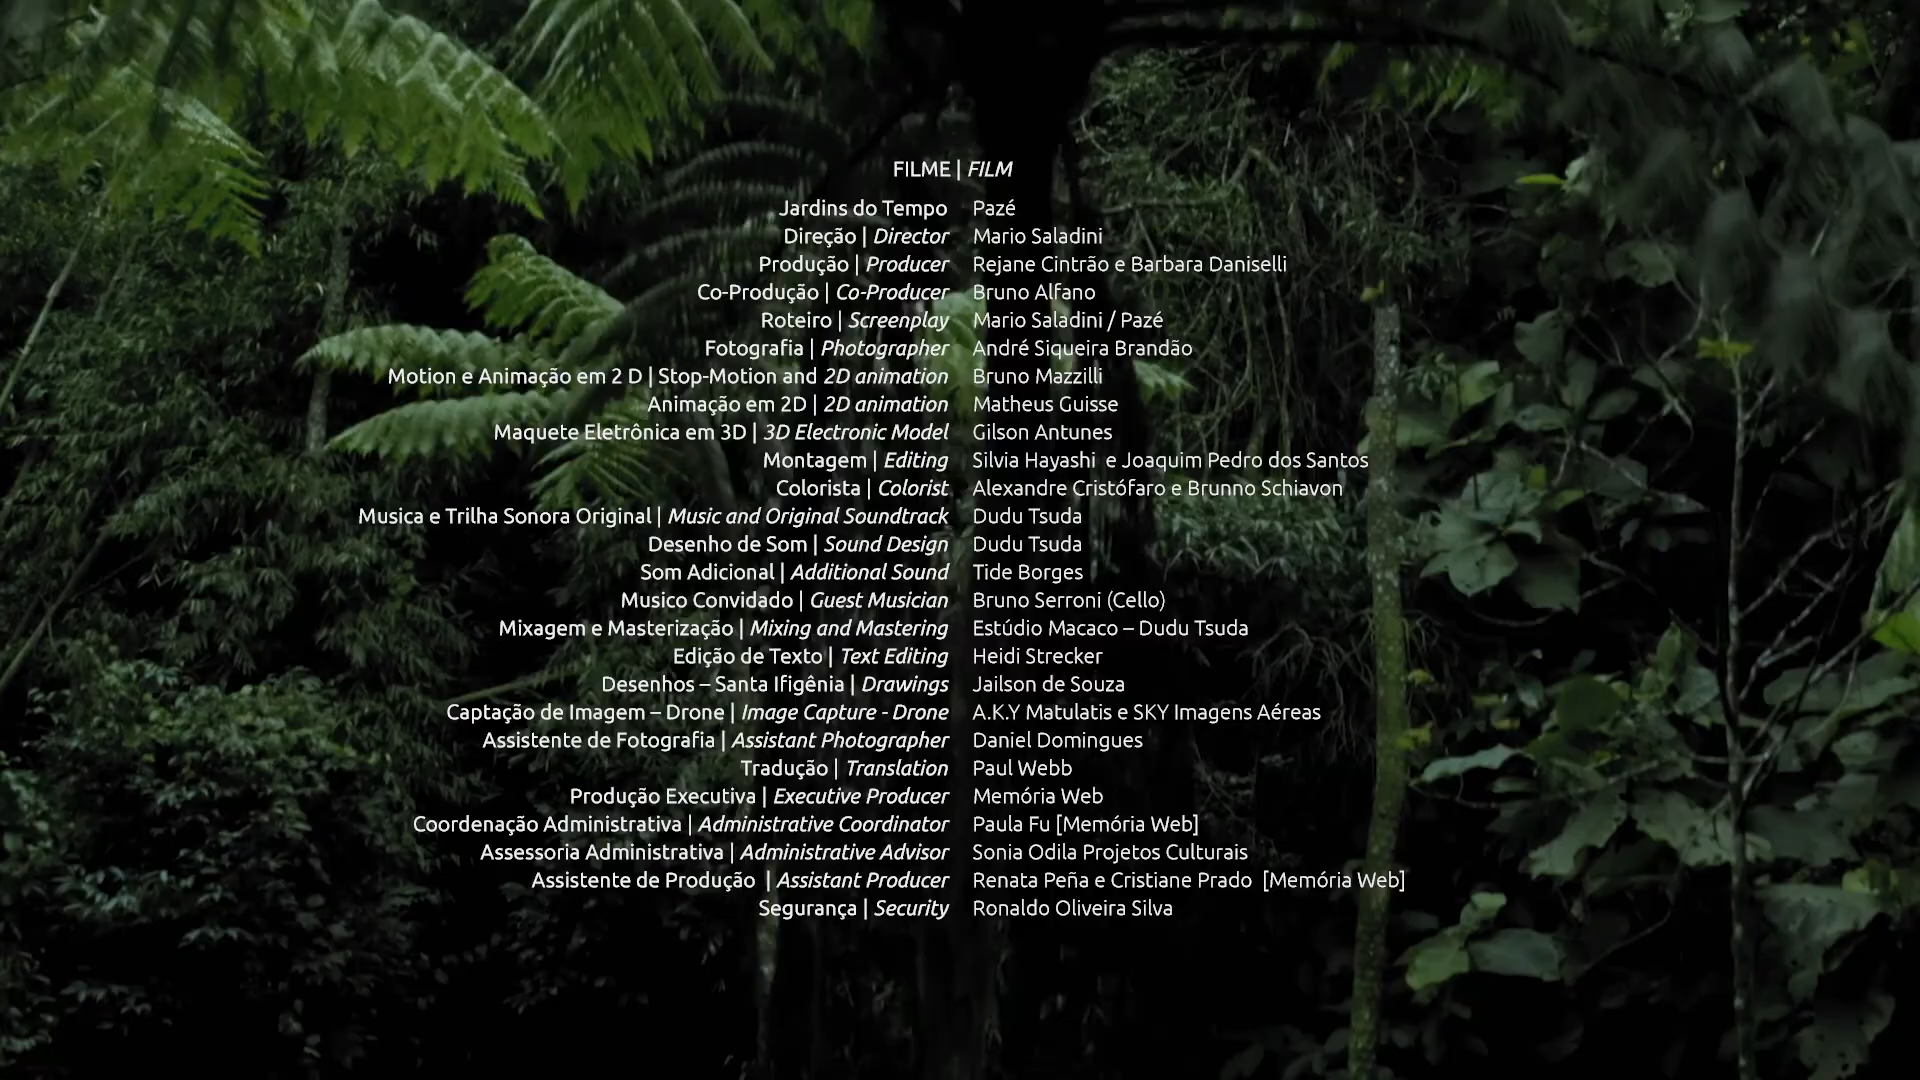 FILME | FILM
Jardins do Tempo Pazé
Direção | Director Mario Saladini
Produção | Producer Rejane Cintrão e Barbara Daniselli
Co-Produção | Co-Producer Bruno Alfano
Roteiro | Screenplay Mario Saladini / Pazé
Fotografia | Photographer André Siqueira Brandão
Motion e Animação em 2 D | Stop-Motion and 2D animation Bruno Mazzilli
Animação em 2D | 2D animation Matheus Guisse
Maquete Eletrônica em 3D | 3D Electronic Model Gilson Antunes
Montagem | Editing Silvia Hayashi e Joaquim Pedro dos Santos
Colorista | Colorist Alexandre Cristófaro e Brunno Schiavon
Musica e Trilha Sonora Original | Music and Original Soundtrack Dudu Tsuda
Desenho de Som | Sound Design Dudu Tsuda
Som Adicional | Additional Sound Tide Borges
Musico Convidado | Guest Musician Bruno Serroni (Cello)
Mixagem e Masterização | Mixing and Mastering Estúdio Macaco – Dudu Tsuda
Edição de Texto | Text Editing Heidi Strecker
Desenhos – Santa Ifigênia | Drawings Jailson de Souza
Captação de Imagem – Drone | Image Capture - Drone A.K.Y Matulatis e SKY Imagens Aéreas
Assistente de Fotografia | Assistant Photographer Daniel Domingues
Tradução | Translation Paul Webb
Produção Executiva | Executive Producer Memória Web
Coordenação Administrativa | Administrative Coordinator Paula Fu [Memória Web]
Assessoria Administrativa | Administrative Advisor Sonia Odila Projetos Culturais
Assistente de Produção | Assistant Producer Renata Peña e Cristiane Prado [Memória Web]
Segurança | Security Ronaldo Oliveira Silva